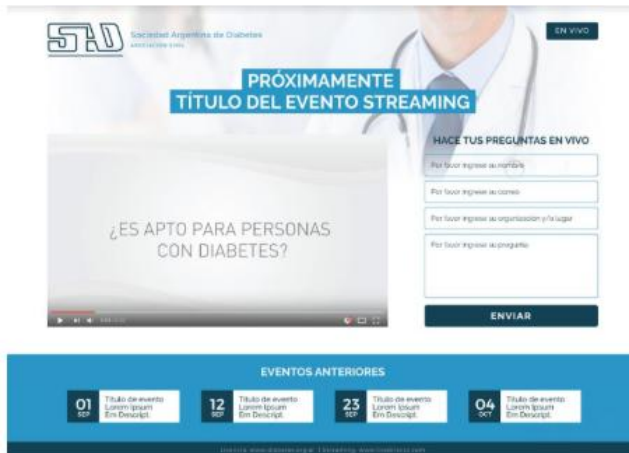 SAD
Sociedad Argentina de Diabetes
ASOCIACIÓN CIVIL
EN VIVO
PRÓXIMAMENTE
TÍTULO DEL EVENTO STREAMING
HACE TUS PREGUNTAS EN VIVO
Por favor ingrese su nombre
Por favor ingrese su correo
Por favor ingrese su organización y/o lugar
Por favor ingrese su pregunta
ENVIAR
¿ES APTO PARA PERSONAS
CON DIABETES?
EVENTOS ANTERIORES
01
SEP
Título de evento
Lorem Ipsum
Em Descript.
12
SEP
Título de evento
Lorem Ipsum
Em Descript.
23
SEP
Título de evento
Lorem Ipsum
Em Descript.
04
OCT
Título de evento
Lorem Ipsum
Em Descript.